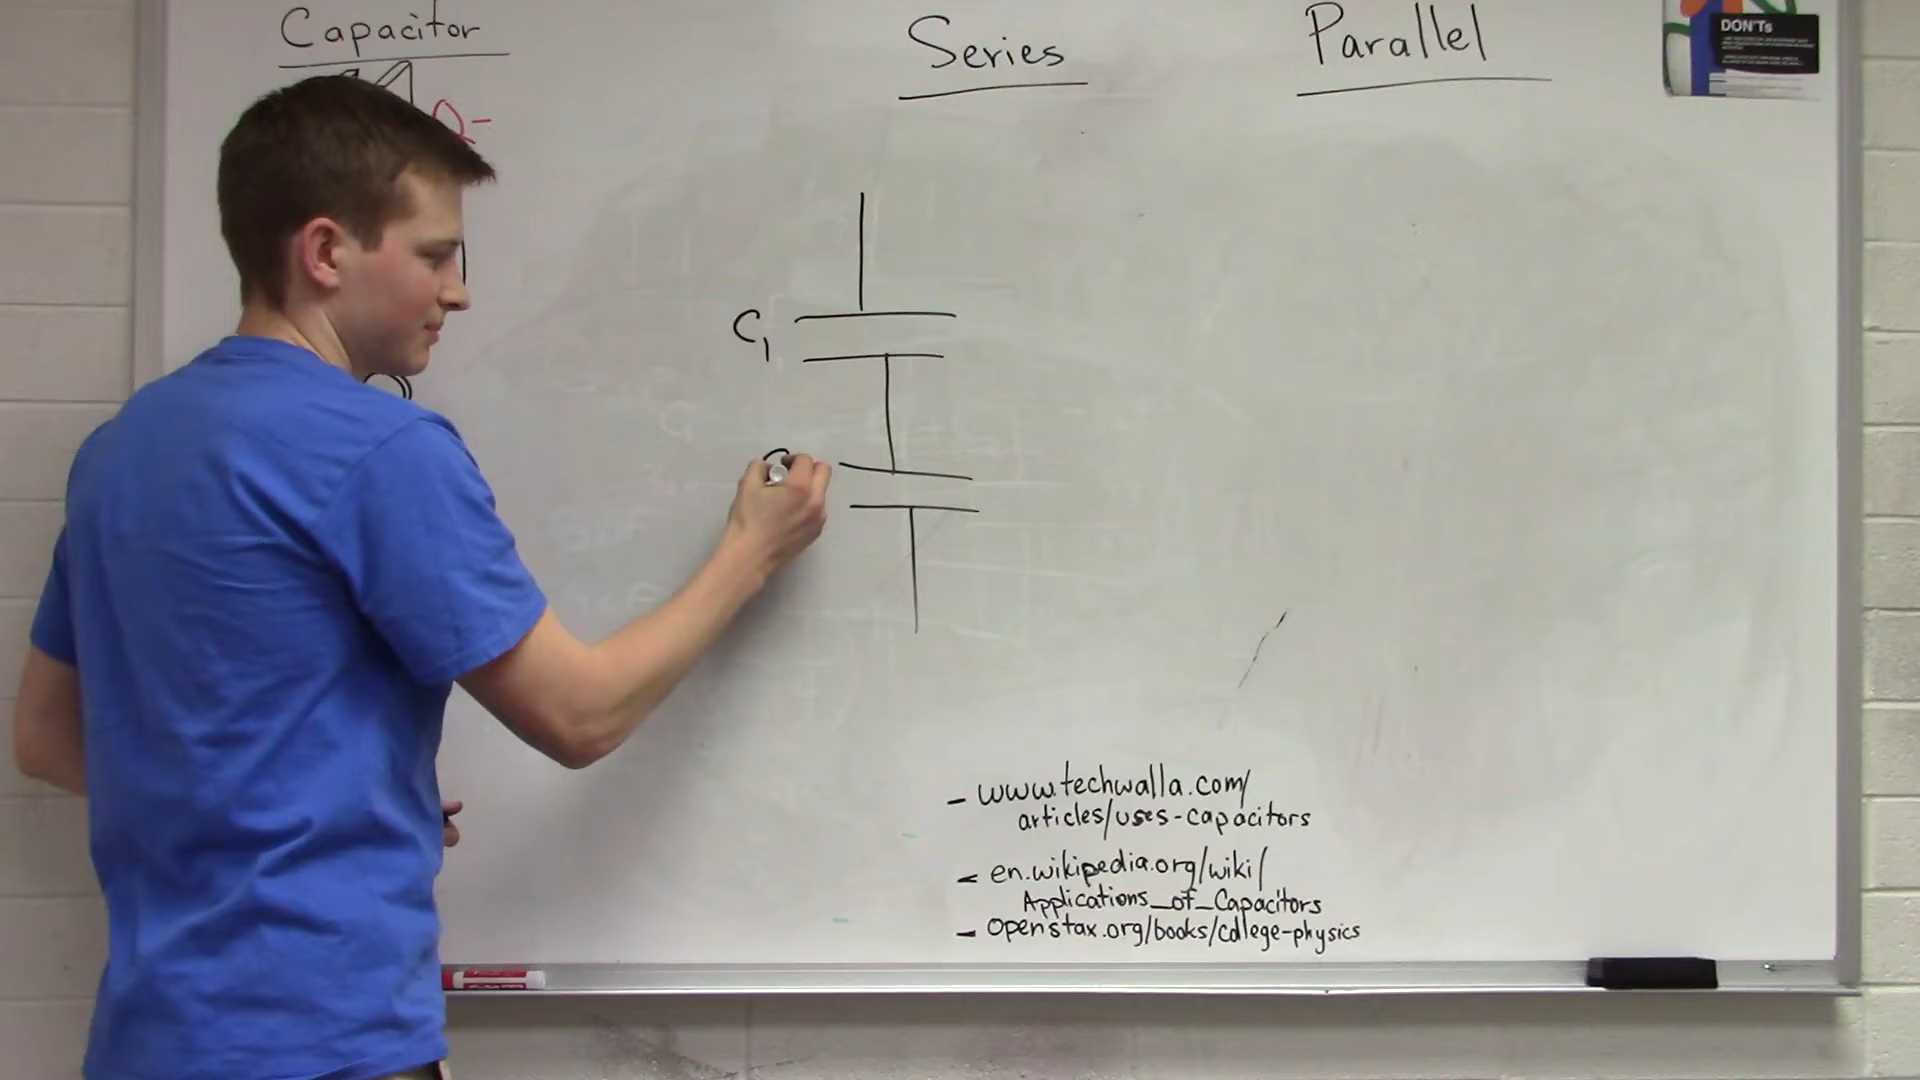 Capacitor
Series
Parallel
DON'Ts
Q-
C1
C
- www.techwalla.com/
articles/uses-capacitors
- en.wikipedia.org/wiki/
Applications_of_Capacitors
- openstax.org/books/college-physics